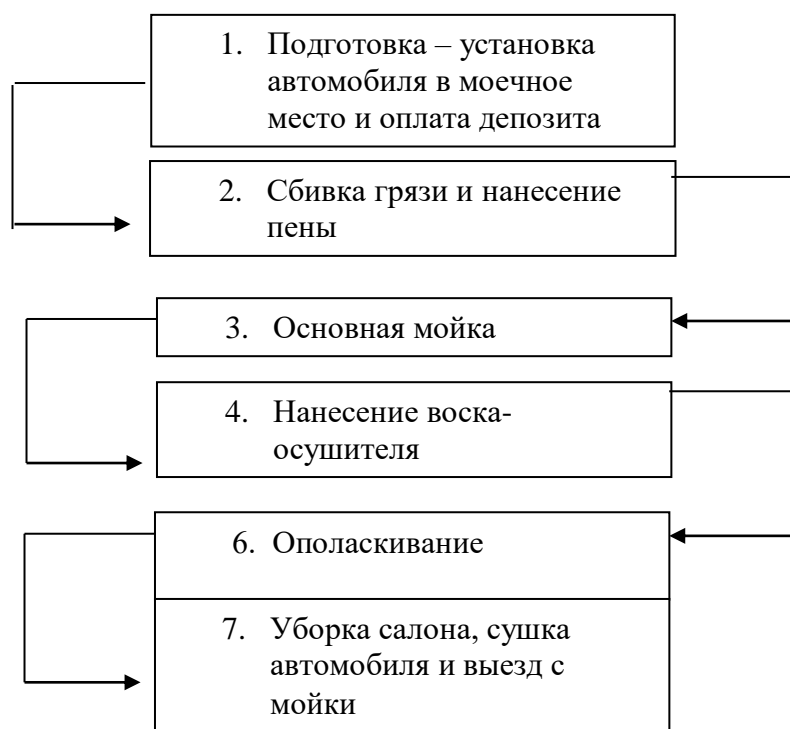 1. Подготовка – установка
автомобиля в моечное
место и оплата депозита
2. Сбивка грязи и нанесение
пены
3. Основная мойка
4. Нанесение воска-
осушителя
6. Ополаскивание
7. Уборка салона, сушка
автомобиля и выезд с
мойки